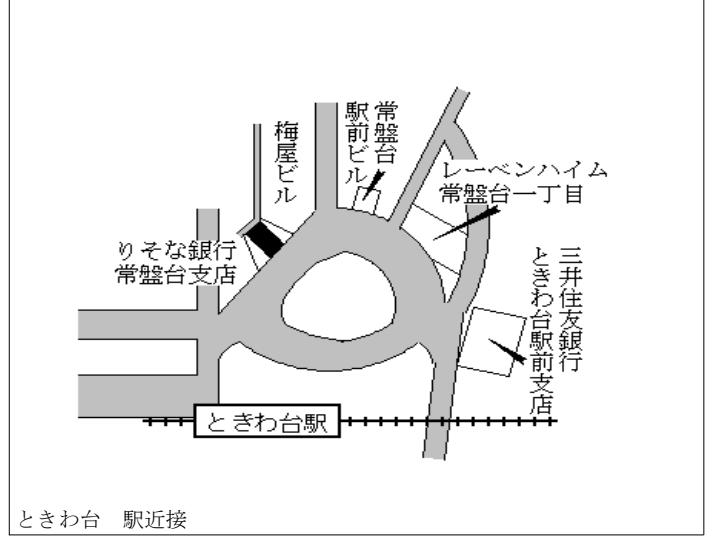 梅屋ビル
常盤台
駅前ビル
レーベンハイム
常盤台一丁目
りそな銀行
常盤台支店
三井住友銀行
ときわ台駅前支店
ときわ台駅
ときわ台　駅近接